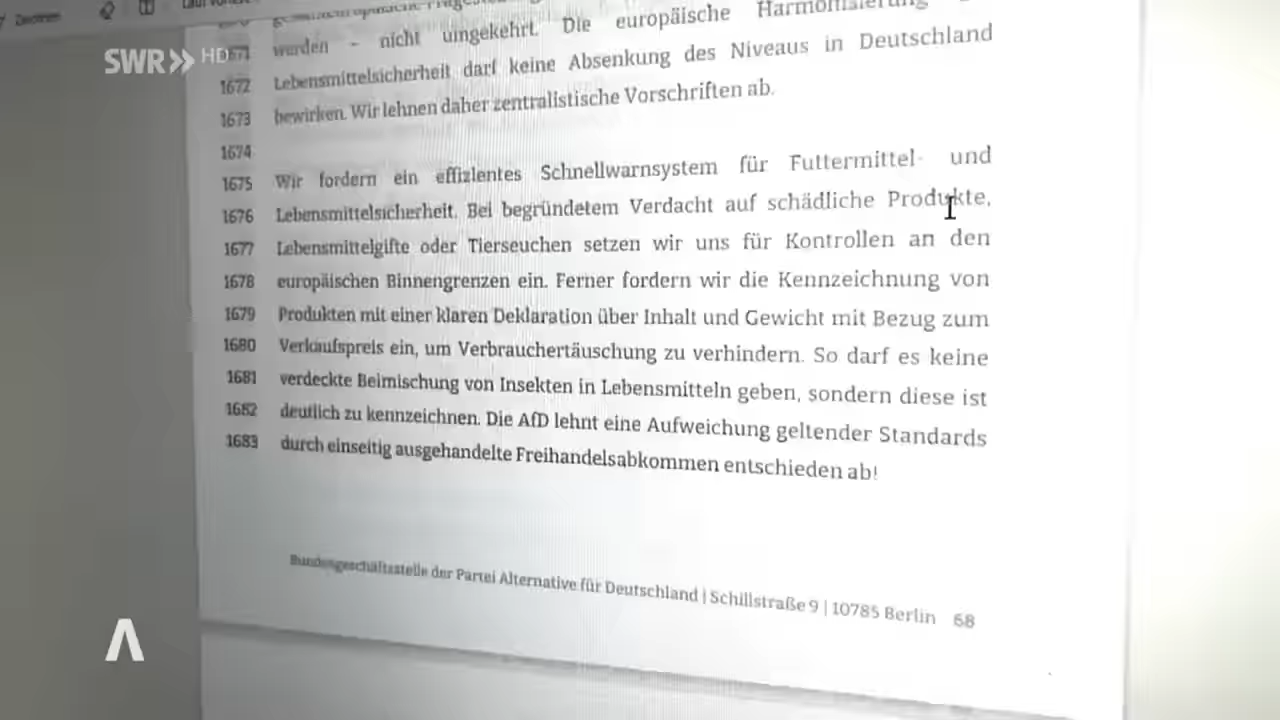 SWR» HD
1671 werden - nicht umgekehrt. Die europäische Harmonisierung
1672 Lebensmittelsicherheit darf keine Absenkung des Niveaus in Deutschland
1673 bewirken. Wir lehnen daher zentralistische Vorschriften ab.
1674
1675 Wir fordern ein effizientes Schnellwarnsystem für Futtermittel- und
1676 Lebensmittelsicherheit. Bei begründetem Verdacht auf schädliche Produkte,
1677 Lebensmittelgifte oder Tierseuchen setzen wir uns für Kontrollen an den
1678 europäischen Binnengrenzen ein. Ferner fordern wir die Kennzeichnung von
1679 Produkten mit einer klaren Deklaration über Inhalt und Gewicht mit Bezug zum
1680 Verkaufspreis ein, um Verbrauchertäuschung zu verhindern. So darf es keine
1681 verdeckte Beimischung von Insekten in Lebensmitteln geben, sondern diese ist
1682 deutlich zu kennzeichnen. Die AfD lehnt eine Aufweichung geltender Standards
1683 durch einseitig ausgehandelte Freihandelsabkommen entschieden ab!
Bundesgeschäftsstelle der Partei Alternative für Deutschland | Schillstraße 9 | 10785 Berlin 68